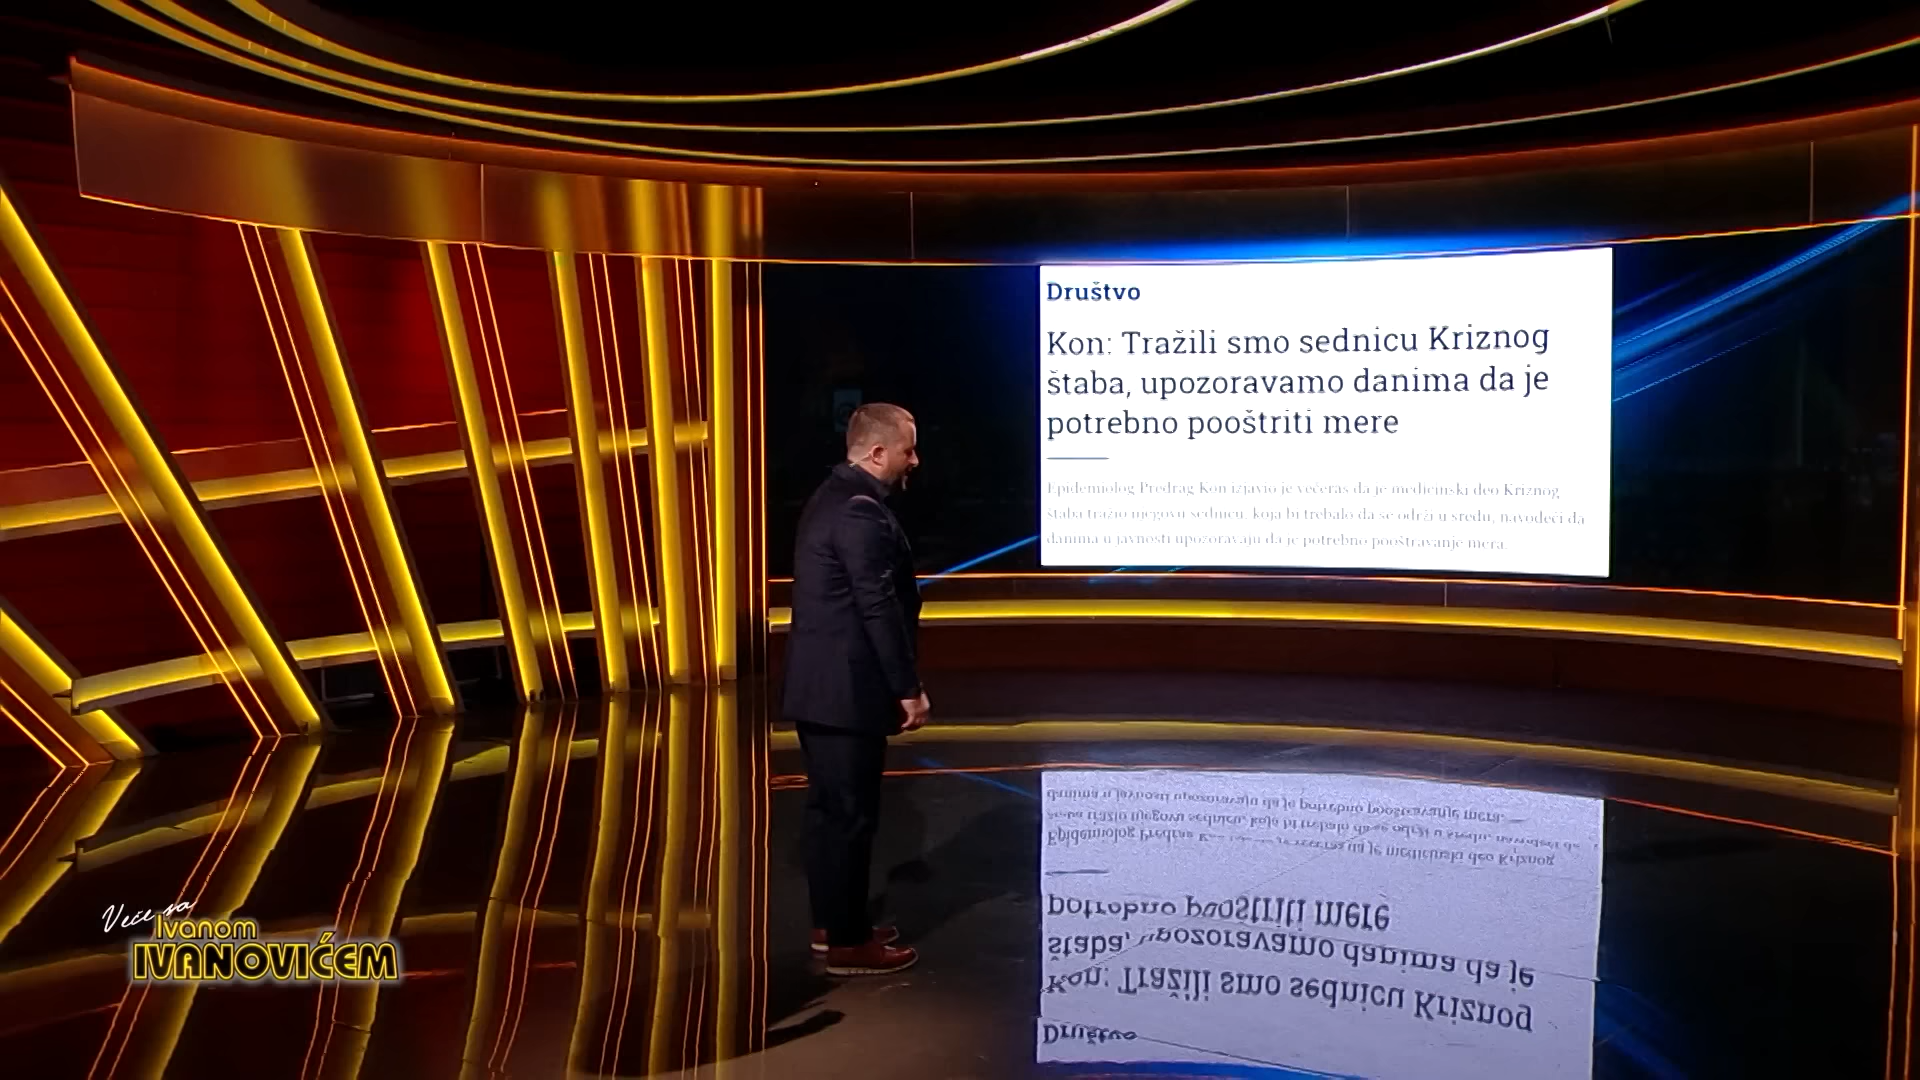 Društvo
Kon: Tražili smo sednicu Kriznog
štaba, upozoravamo danima da je
potrebno pooštriti mere
Epidemiolog Predrag Kon izjavio je večeras da je medicinski deo Kriznog
štaba tražio njegovu sednicu, koja bi trebalo da se održi u sredu, navodeći da
danima u javnosti upozoravaju da je potrebno pooštravanje mera.
Veče sa
Ivanom
IVANOVIĆEM